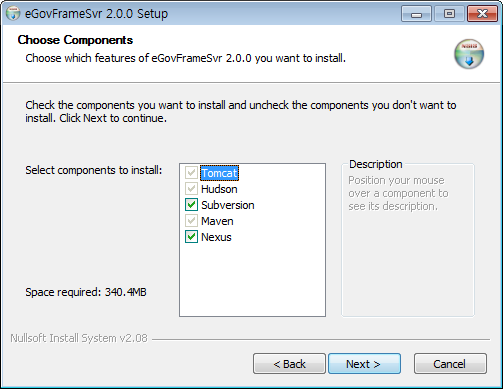 eGovFrameSvr 2.0.0 Setup
Choose Components
Choose which features of eGovFrameSvr 2.0.0 you want to install.
Check the components you want to install and uncheck the components you don't want to
install. Click Next to continue.
Select components to install:
Tomcat
Hudson
Subversion
Maven
Nexus
Description
Position your mouse
over a component to
see its description.
Space required: 340.4MB
Nullsoft Install System v2.08
< Back
Next >
Cancel